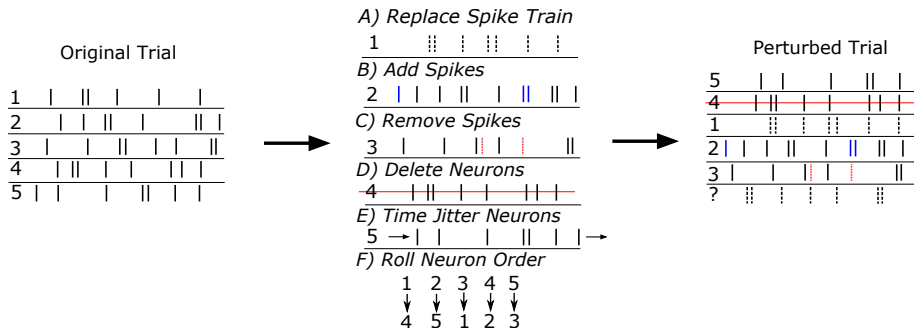 Original Trial
1
2
3
4
5
A) Replace Spike Train
1
B) Add Spikes
2
C) Remove Spikes
3
D) Delete Neurons
4
E) Time Jitter Neurons
5
F) Roll Neuron Order
1 2 3 4 5
4 5 1 2 3
Perturbed Trial
5
4
1
2
3
?